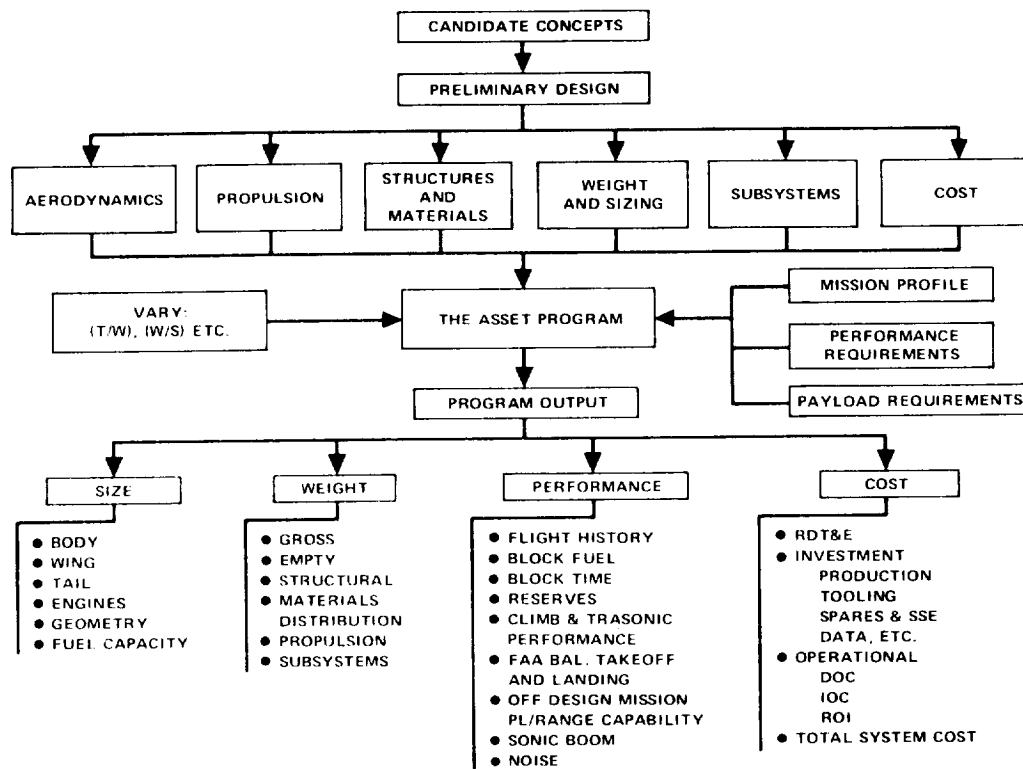 CANDIDATE CONCEPTS
PRELIMINARY DESIGN
AERODYNAMICS
PROPULSION
STRUCTURES
AND
MATERIALS
WEIGHT
AND SIZING
SUBSYSTEMS
COST
VARY:
(T/W), (W/S) ETC.
THE ASSET PROGRAM
MISSION PROFILE
PERFORMANCE
REQUIREMENTS
PAYLOAD REQUIREMENTS
PROGRAM OUTPUT
SIZE
● BODY
● WING
● TAIL
● ENGINES
● GEOMETRY
● FUEL CAPACITY
WEIGHT
● GROSS
● EMPTY
● STRUCTURAL
● MATERIALS
DISTRIBUTION
● PROPULSION
● SUBSYSTEMS
PERFORMANCE
● FLIGHT HISTORY
● BLOCK FUEL
● BLOCK TIME
● RESERVES
● CLIMB & TRASONIC
PERFORMANCE
● FAA BAL. TAKEOFF
AND LANDING
● OFF DESIGN MISSION
PL/RANGE CAPABILITY
● SONIC BOOM
● NOISE
COST
● RDT&E
● INVESTMENT
PRODUCTION
TOOLING
SPARES & SSE
DATA, ETC.
● OPERATIONAL
DOC
IOC
ROI
● TOTAL SYSTEM COST